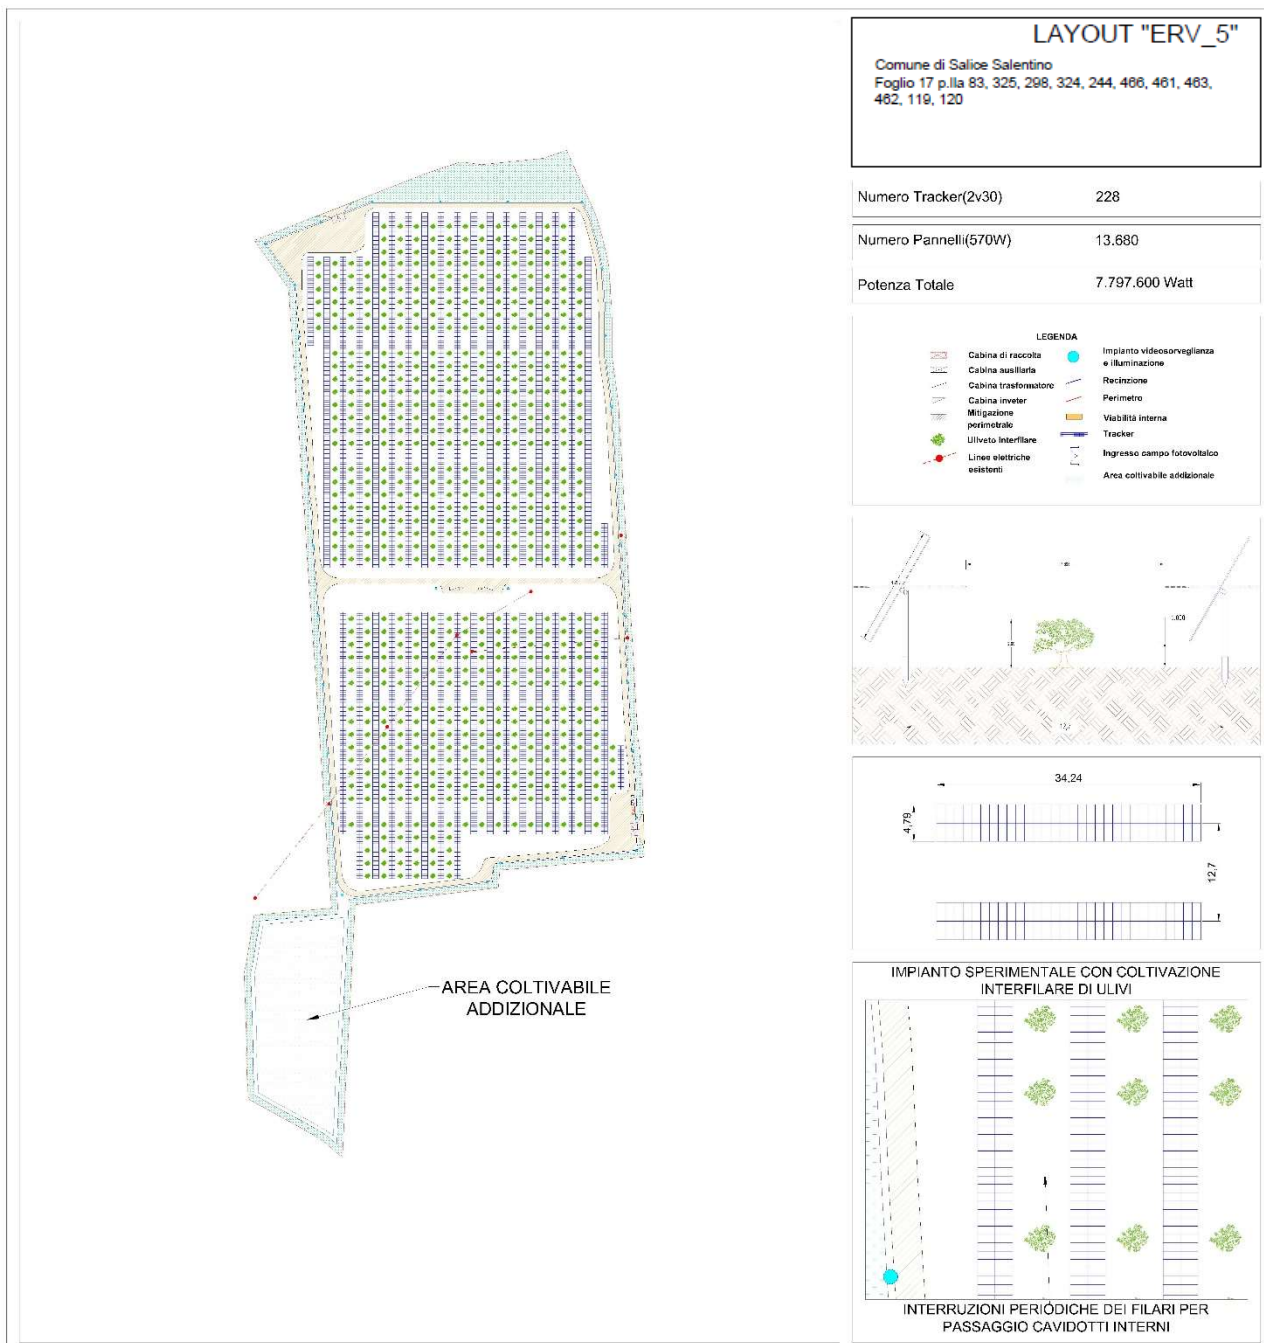 LAYOUT "ERV_5"
Comune di Salice Salentino
Foglio 17 p.lla 83, 325, 298, 324, 244, 466, 461, 463,
462, 119, 120
Numero Tracker(2v30) 228
Numero Pannelli(570W) 13.680
Potenza Totale 7.797.600 Watt
LEGENDA
Cabina di raccolta
Cabina ausiliaria
Cabina trasformatore
Cabina inveter
Mitigazione
perimetrale
Uliveto Interfilare
Linee elettriche
esistenti
Impianto videosorveglianza
e illuminazione
Recinzione
Perimetro
Viabilità interna
Tracker
Ingresso campo fotovoltaico
Area coltivabile addizionale
34,24
4,79
12,7
IMPIANTO SPERIMENTALE CON COLTIVAZIONE
INTERFILARE DI ULIVI
INTERRUZIONI PERIODICHE DEI FILARI PER
PASSAGGIO CAVIDOTTI INTERNI
AREA COLTIVABILE
ADDIZIONALE